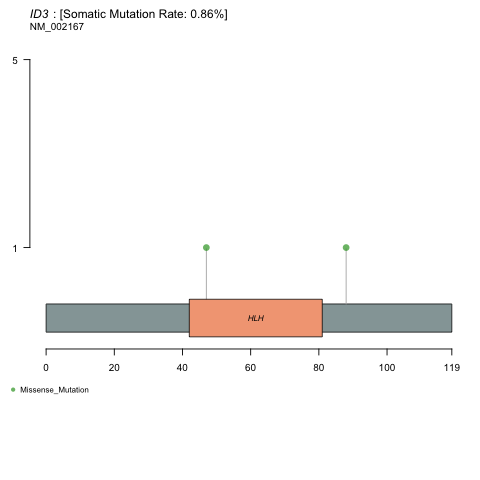 ID3 : [Somatic Mutation Rate: 0.86%]
NM_002167
5
1
HLH
0 20 40 60 80 100 119
Missense_Mutation